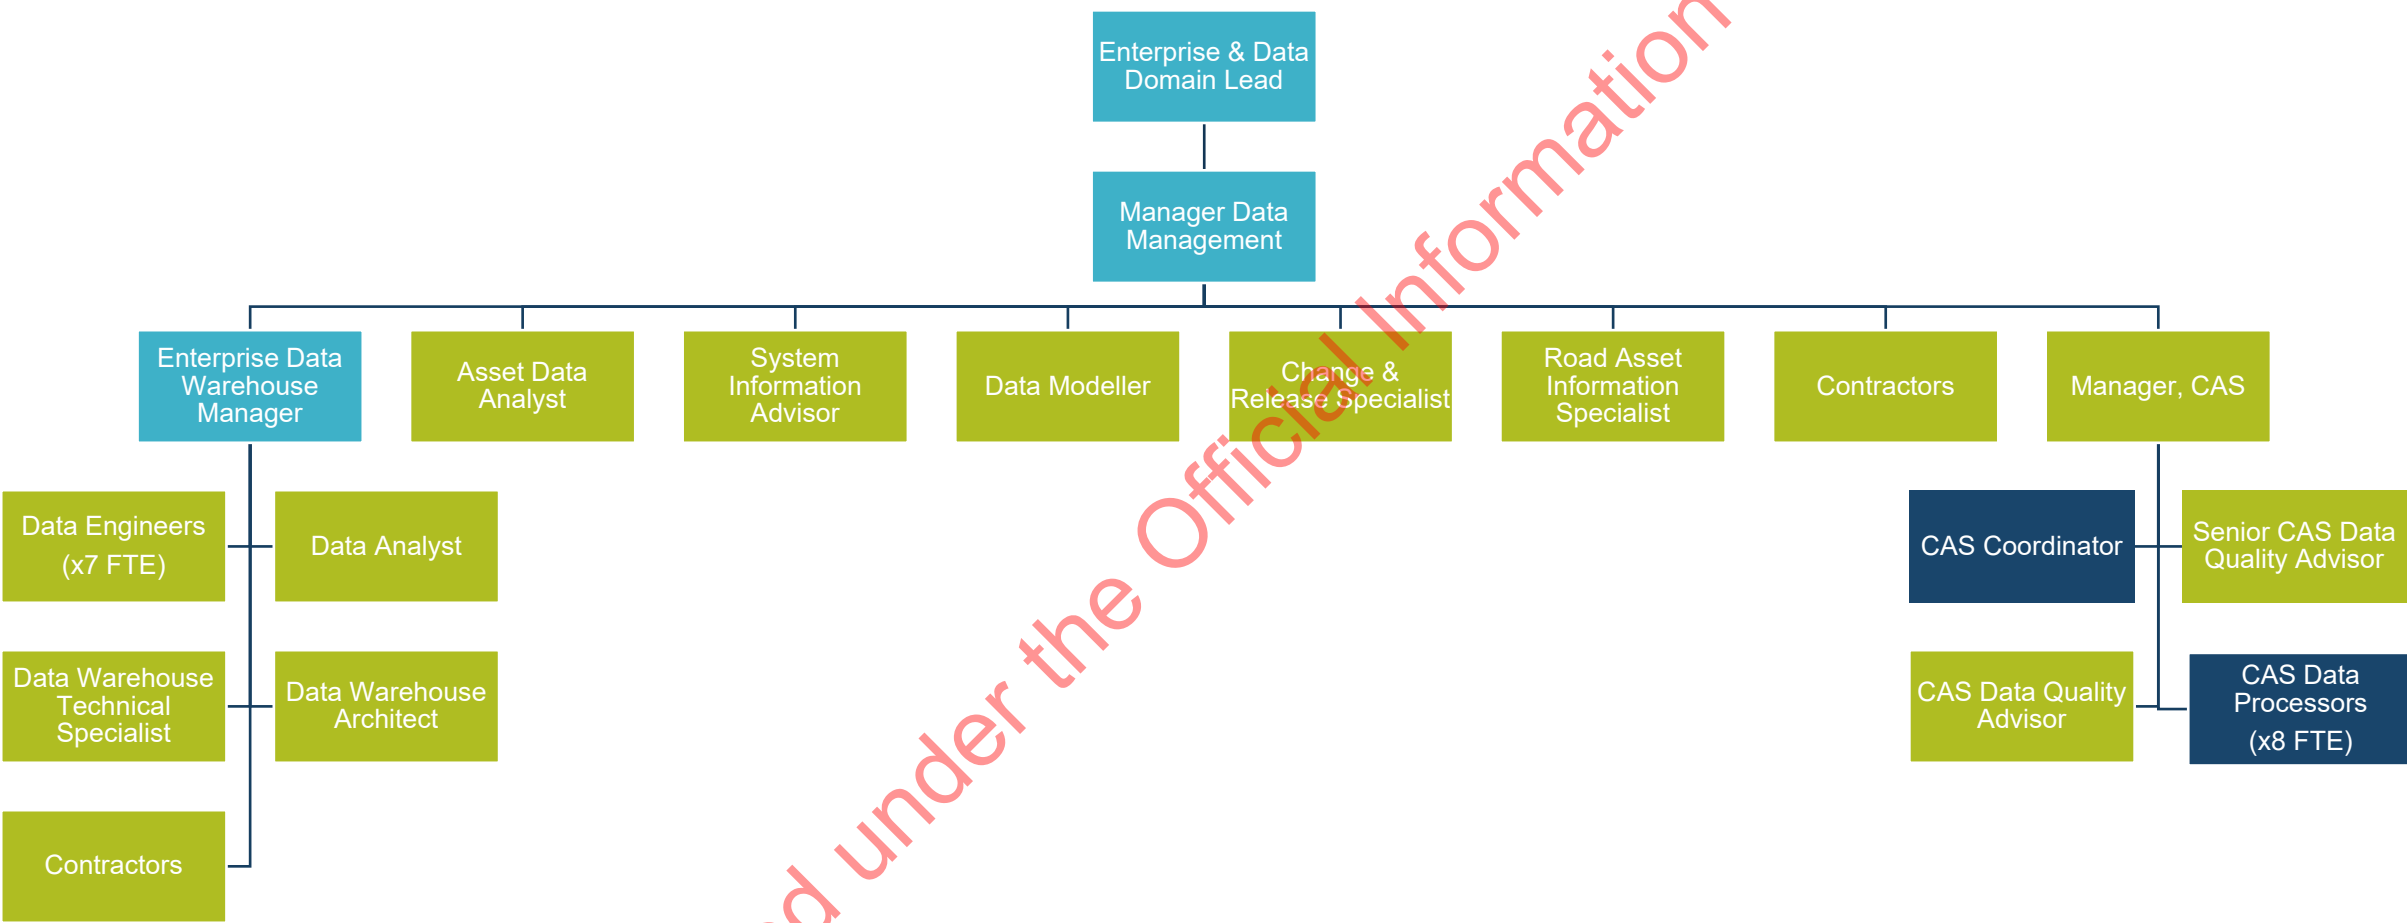 Enterprise & Data
Domain Lead
Manager Data
Management
Enterprise Data
Warehouse
Manager
Asset Data
Analyst
System
Information
Advisor
Data Modeller
Change &
Release Specialist
Road Asset
Information
Specialist
Contractors
Manager, CAS
Data Engineers
(x7 FTE)
Data Analyst
CAS Coordinator
Senior CAS Data
Quality Advisor
Data Warehouse
Technical
Specialist
Data Warehouse
Architect
CAS Data Quality
Advisor
CAS Data
Processors
(x8 FTE)
Contractors
under the Official Information